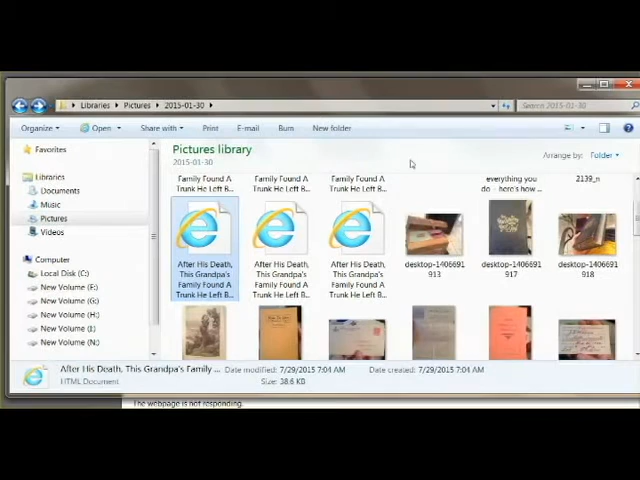 Libraries Pictures 2015-01-30
Search 2015-01-30
Organize Open Share with Print E-mail Burn New folder
Favorites
Libraries
Documents
Music
Pictures
Videos
Computer
Local Disk (C:)
New Volume (F:)
New Volume (G:)
New Volume (H:)
New Volume (I:)
New Volume (N:)
Pictures library
2015-01-30
Arrange by: Folder
Family Found A
Trunk He Left B...
Family Found A
Trunk He Left B...
Family Found A
Trunk He Left B...
everything you
do -- here's how ...
2139_n
After His Death,
This Grandpa's
Family Found A
Trunk He Left B...
After His Death,
This Grandpa's
Family Found A
Trunk He Left B...
After His Death,
This Grandpa's
Family Found A
Trunk He Left B...
desktop-1406691
913
desktop-1406691
917
desktop-1406691
918
After His Death, This Grandpa's Family ... Date modified: 7/29/2015 7:04 AM Date created: 7/29/2015 7:04 AM
HTML Document Size: 38.6 KB
The webpage is not responding.